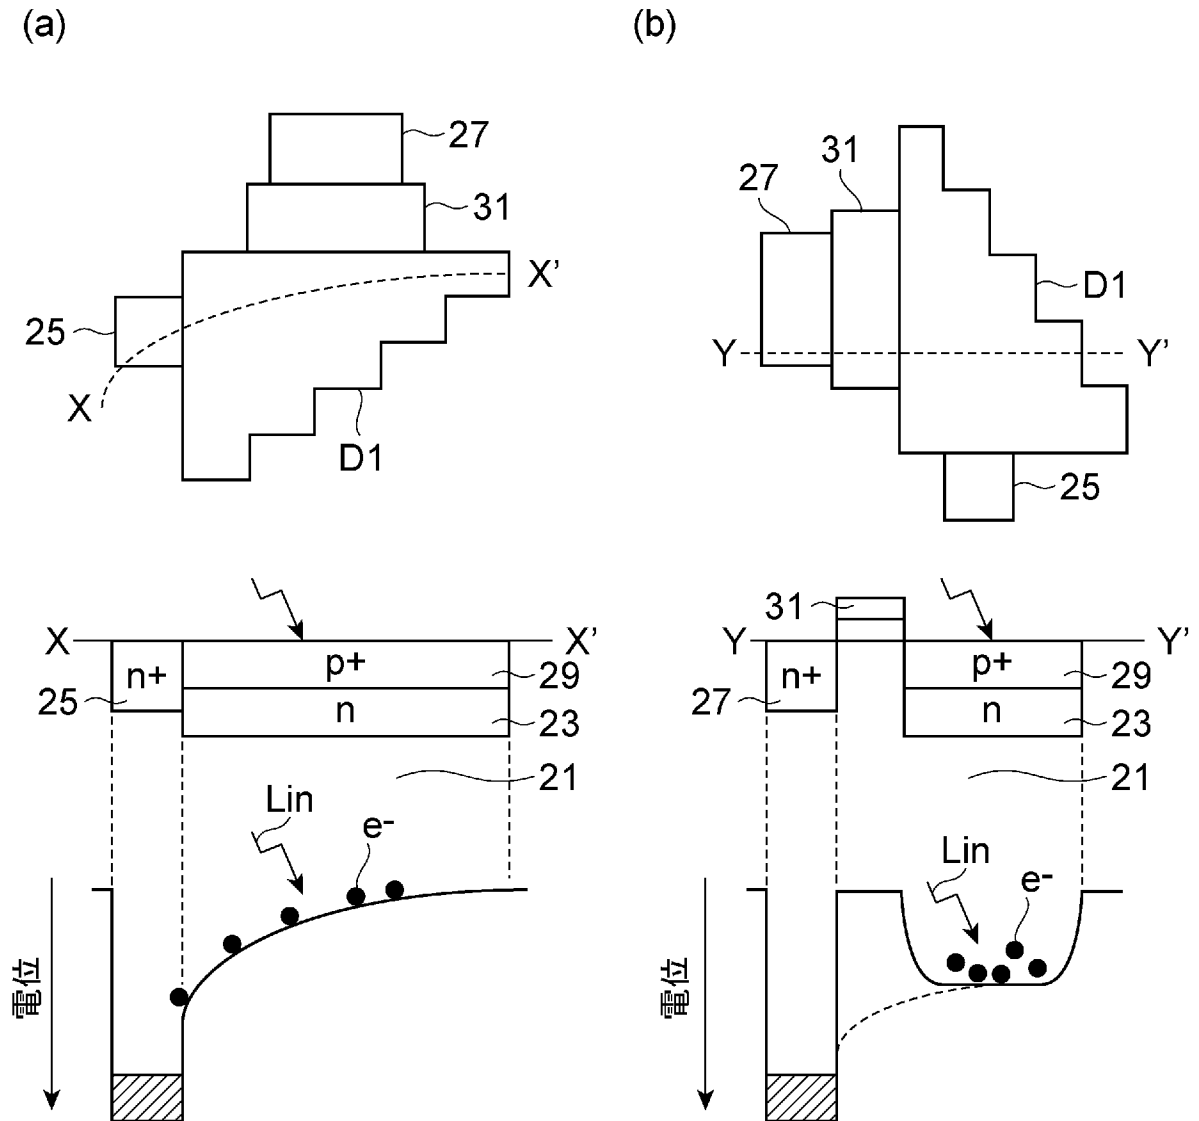 (a)
27
31
X'
25
X
D1
X
X'
p+
n+
29
25
n
23
21
Lin
e-
電位
(b)
31
27
D1
Y
Y'
25
31
Y
Y'
p+
n+
29
27
n
23
21
Lin
e-
電位